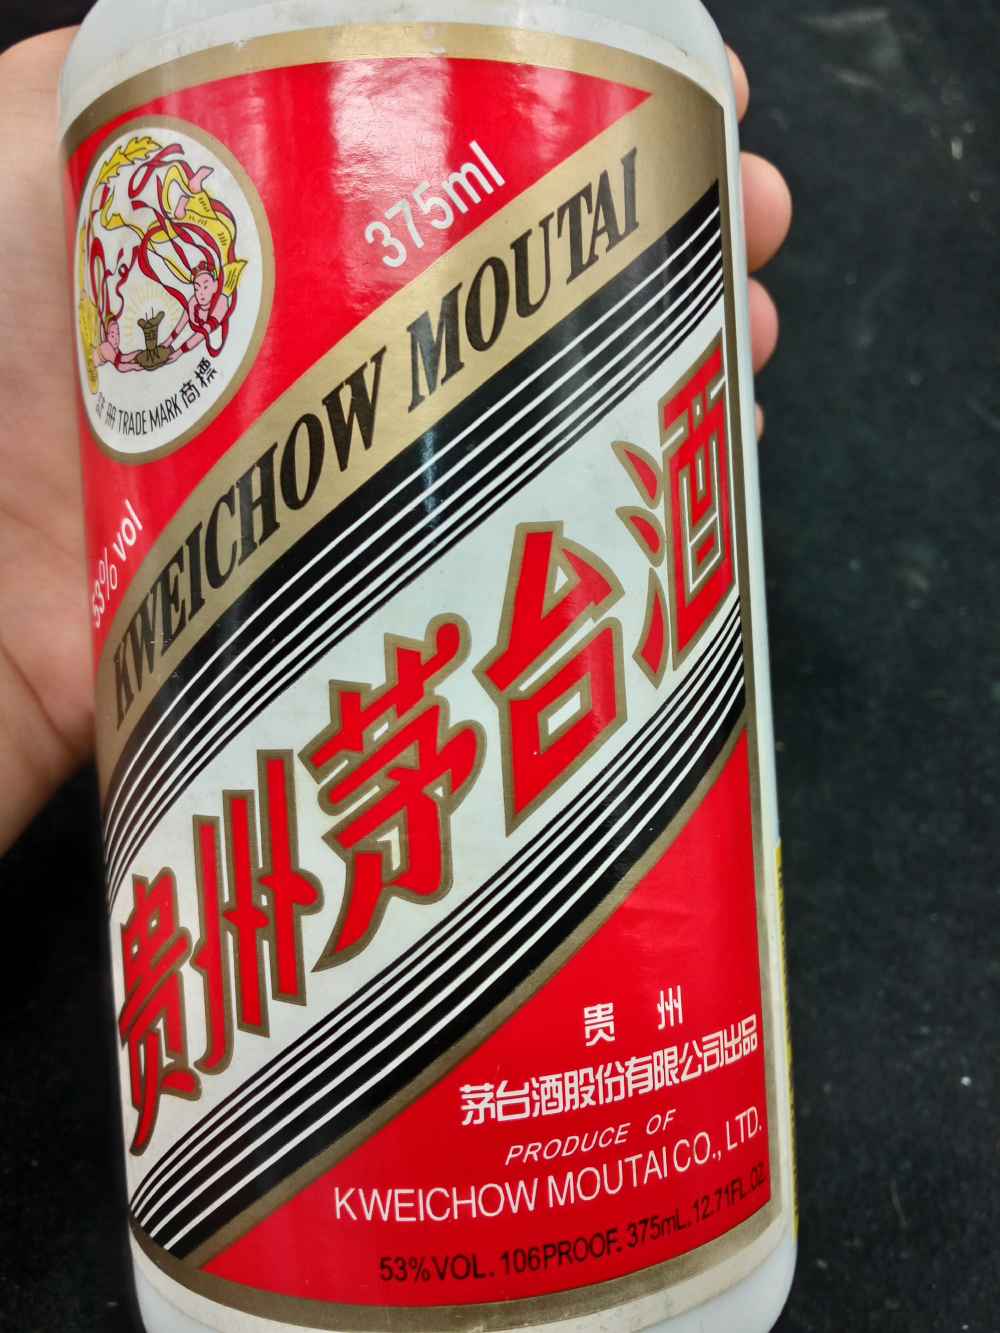 375ml
註冊 TRADE MARK 商標
53% vol
KWEICHOW MOUTAI
贵州茅台酒
贵州
茅台酒股份有限公司出品
PRODUCE OF
KWEICHOW MOUTAI CO., LTD.
53%VOL. 106PROOF. 375mL. 12.71FL.OZ